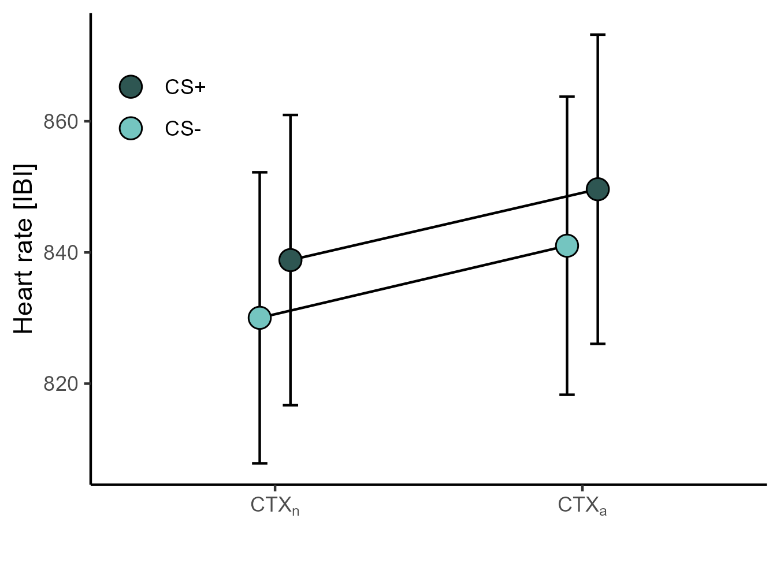 CS+
CS-
Heart rate [IBI]
860
840
820
CTXn CTXa